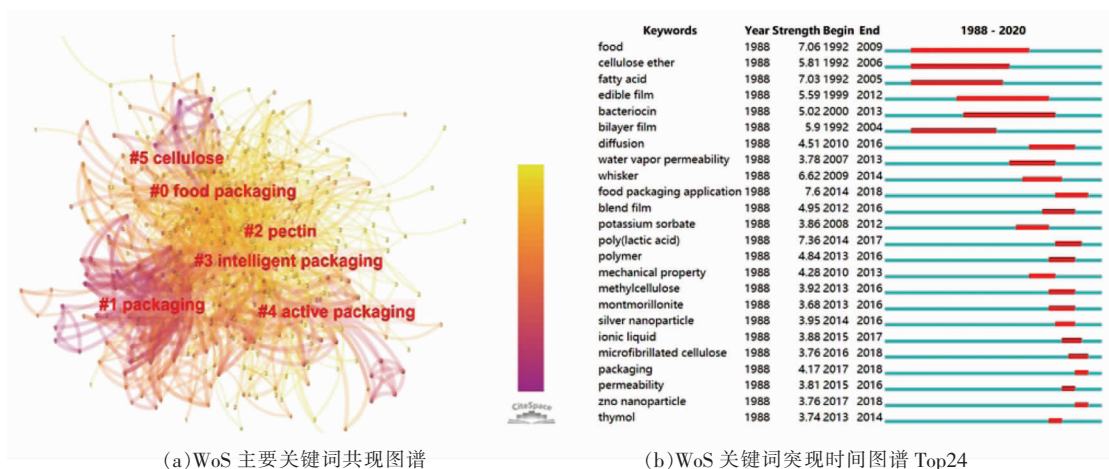 #5 cellulose
#0 food packaging
#2 pectin
#3 intelligent packaging
#1 packaging
#4 active packaging
CiteSpace
(a)WoS 主要关键词共现图谱
Keywords Year Strength Begin End 1988 - 2020
food 1988 7.06 1992 2009
cellulose ether 1988 5.81 1992 2006
fatty acid 1988 7.03 1992 2005
edible film 1988 5.59 1999 2012
bacteriocin 1988 5.02 2000 2013
bilayer film 1988 5.9 1992 2004
diffusion 1988 4.51 2010 2016
water vapor permeability 1988 3.78 2007 2013
whisker 1988 6.62 2009 2014
food packaging application 1988 7.6 2014 2018
blend film 1988 4.95 2012 2016
potassium sorbate 1988 3.86 2008 2012
poly(lactic acid) 1988 7.36 2014 2017
polymer 1988 4.84 2013 2016
mechanical property 1988 4.28 2010 2013
methylcellulose 1988 3.92 2013 2016
montmorillonite 1988 3.68 2013 2016
silver nanoparticle 1988 3.95 2014 2016
ionic liquid 1988 3.88 2015 2017
microfibrillated cellulose 1988 3.76 2016 2018
packaging 1988 4.17 2017 2018
permeability 1988 3.81 2015 2016
zno nanoparticle 1988 3.76 2017 2018
thymol 1988 3.74 2013 2014
(b)WoS 关键词突现时间图谱 Top24